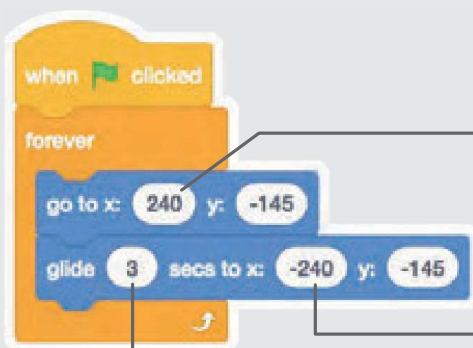 when clicked
forever
go to x: 240 y: -145
glide 3 secs to x: -240 y: -145